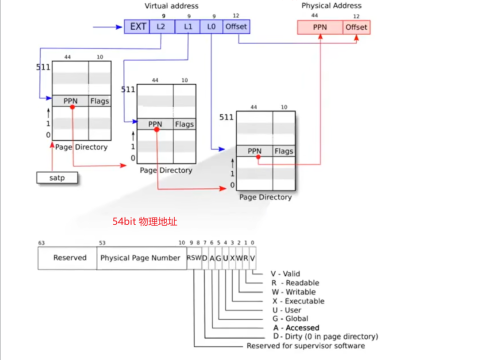 Virtual address
Physical Address
9 9 9 12
EXT L2 L1 L0 Offset
44 12
PPN Offset
44 10
511
PPN Flags
1
0
Page Directory
satp
44 10
511
PPN Flags
1
0
Page Directory
44 10
511
PPN Flags
1
0
Page Directory
54bit 物理地址
63 53 10 9 8 7 6 5 4 3 2 1 0
Reserved Physical Page Number RSW D A G U X W R V
V - Valid
R - Readable
W - Writable
X - Executable
U - User
G - Global
A - Accessed
D - Dirty (0 in page directory)
Reserved for supervisor software